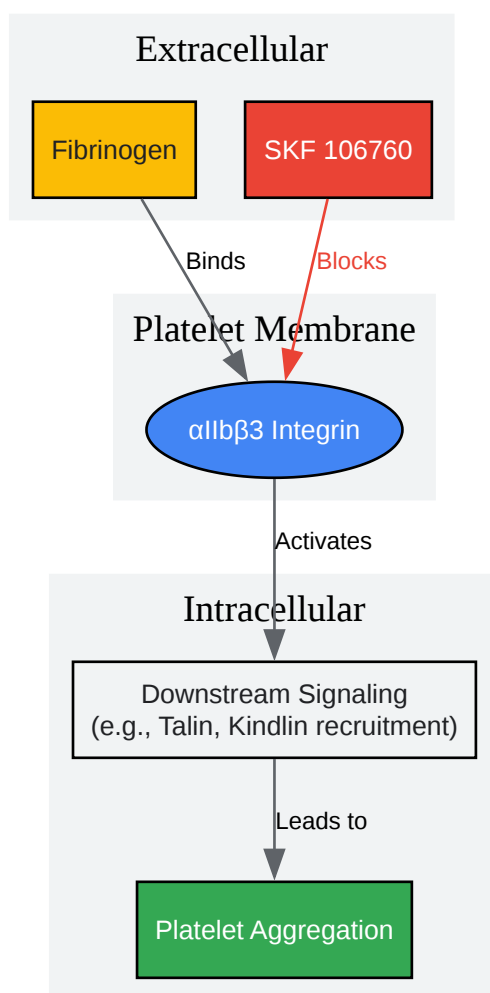 Extracellular
Fibrinogen
SKF 106760
Binds
Blocks
Platelet Membrane
αIIbβ3 Integrin
Activates
Intracellular
Downstream Signaling
(e.g., Talin, Kindlin recruitment)
Leads to
Platelet Aggregation